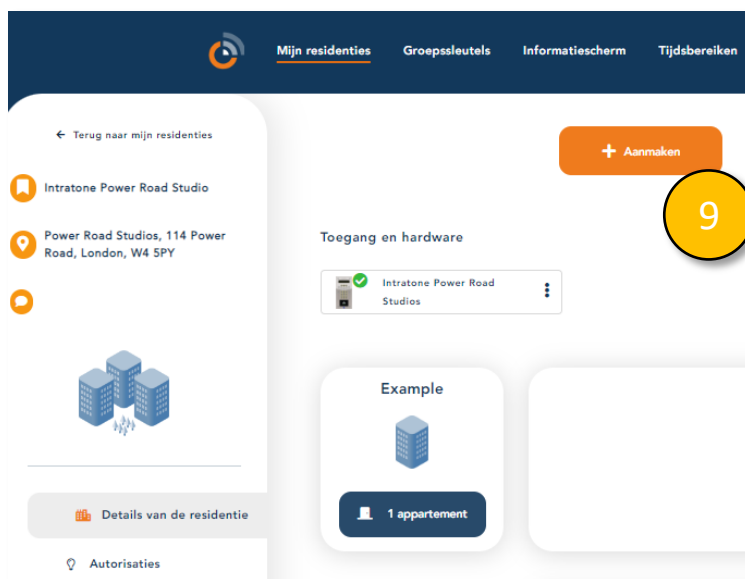 Mijn residenties Groepssleutels Informatiescherm Tijdsbereiken
← Terug naar mijn residenties
Intratone Power Road Studio
Power Road Studios, 114 Power
Road, London, W4 5PY
Details van de residentie
Autorisaties
+ Aanmaken
9
Toegang en hardware
Intratone Power Road
Studios
Example
1 appartement